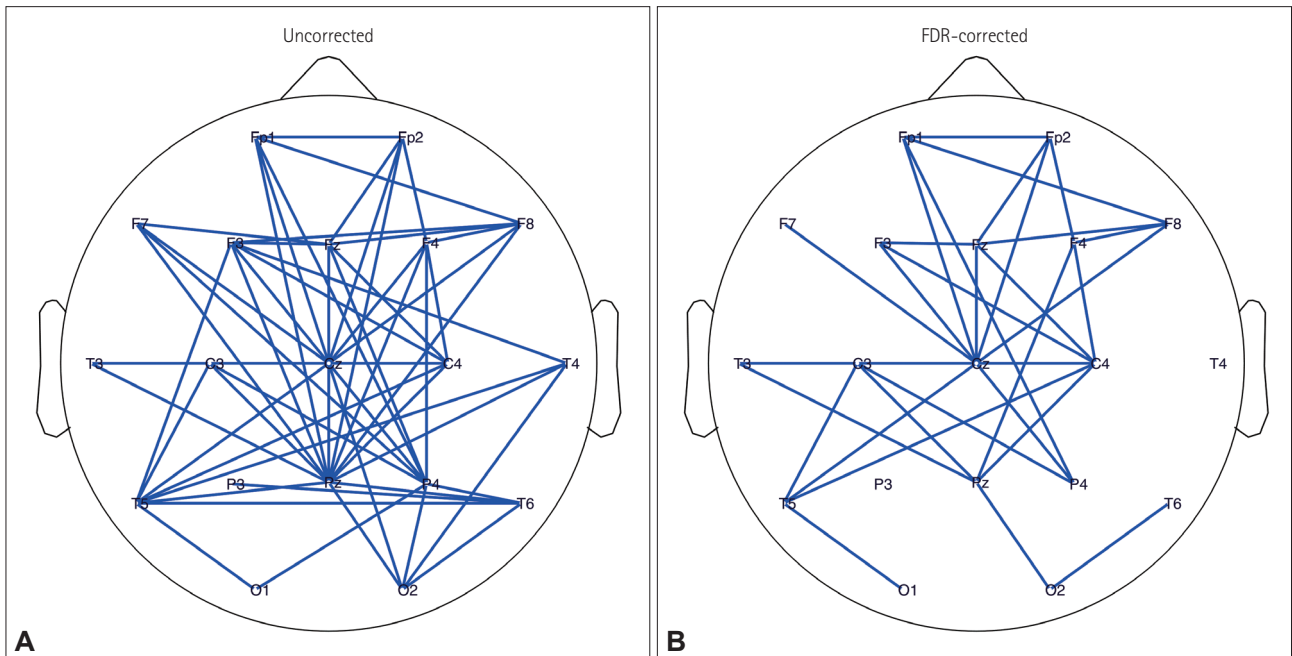 Uncorrected
Fp1 Fp2
F7 F8
F3 Fz F4
T3 C3 Cz C4 T4
P3 Pz P4
T5 T6
O1 O2
A
FDR-corrected
Fp1 Fp2
F7 F8
F3 Fz F4
T3 C3 Cz C4 T4
P3 Pz P4
T5 T6
O1 O2
B